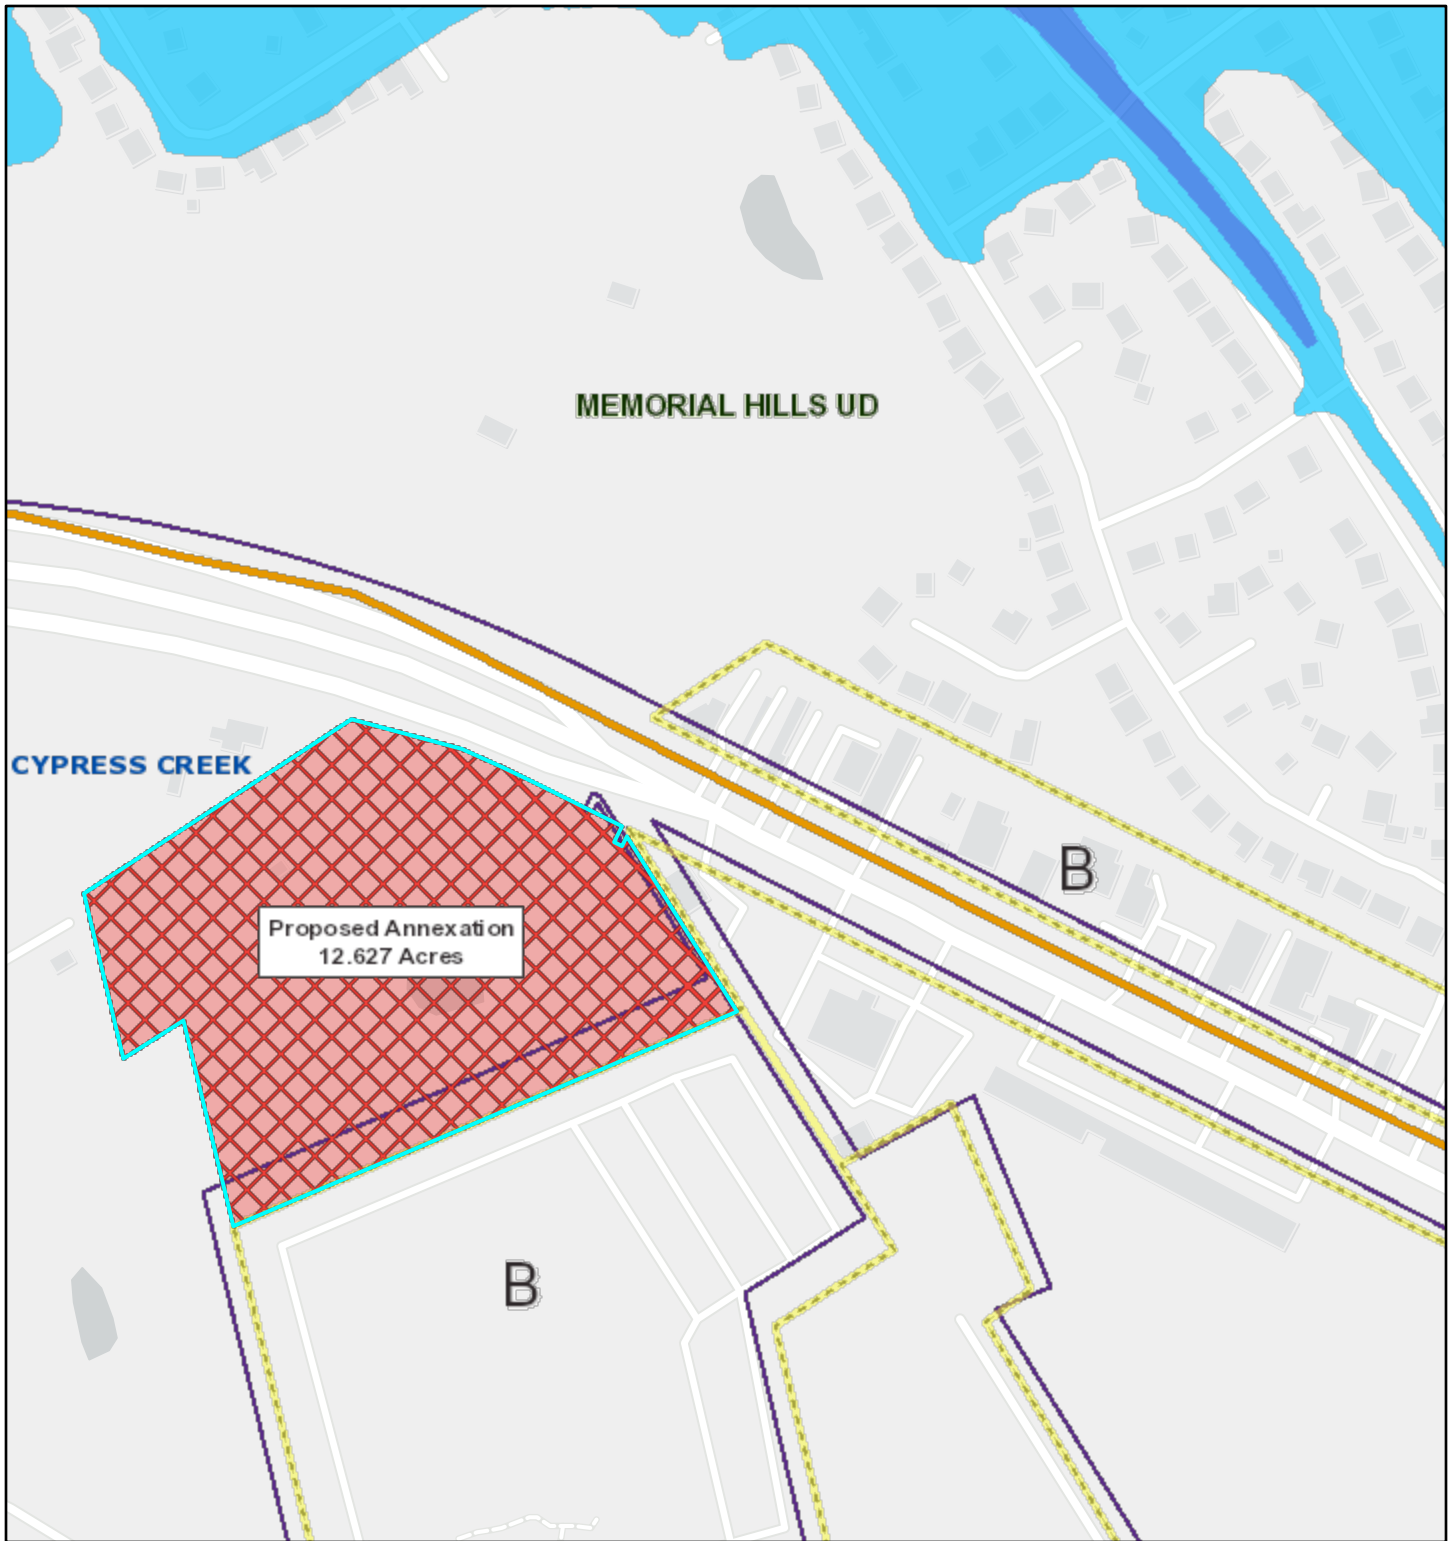 MEMORIAL HILLS UD
CYPRESS CREEK
B
Proposed Annexation
12.627 Acres
B